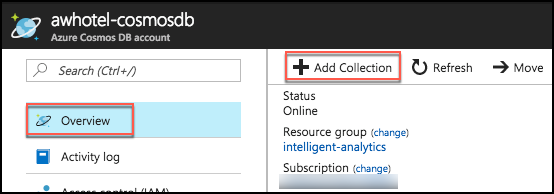 awhotel-cosmosdb
Azure Cosmos DB account
Search (Ctrl+/)
Overview
Activity log
Access control (IAM)
Add Collection
Refresh
Move
Status
Online
Resource group (change)
intelligent-analytics
Subscription (change)